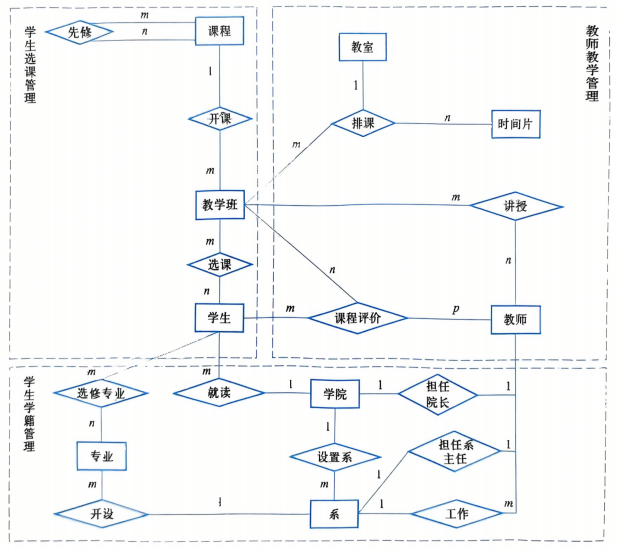 学生选课管理
先修
m
n
课程
1
开课
m
教学班
m
选课
n
学生
教师教学管理
教室
1
排课
n
时间片
m
m
讲授
n
n
m
课程评价
p
教师
学生学籍管理
m
选修专业
n
专业
m
开设
1
m
就读
1
学院
1
担任
院长
1
1
设置系
m
系
1
担任系
主任
1
1
工作
m